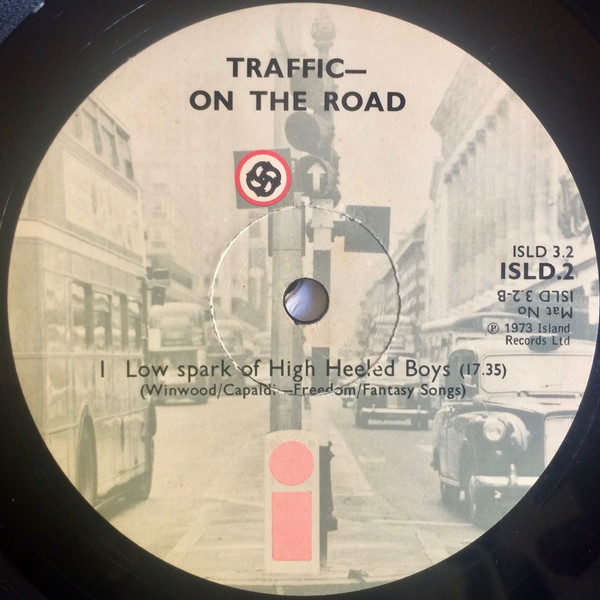 TRAFFIC—
ON THE ROAD
ISLD 3.2
ISLD.2
Mat No
ISLD 3.2-B
℗ 1973 Island
Records Ltd
1 Low spark of High Heeled Boys (17.35)
(Winwood/Capaldi—Freedom/Fantasy Songs)
i